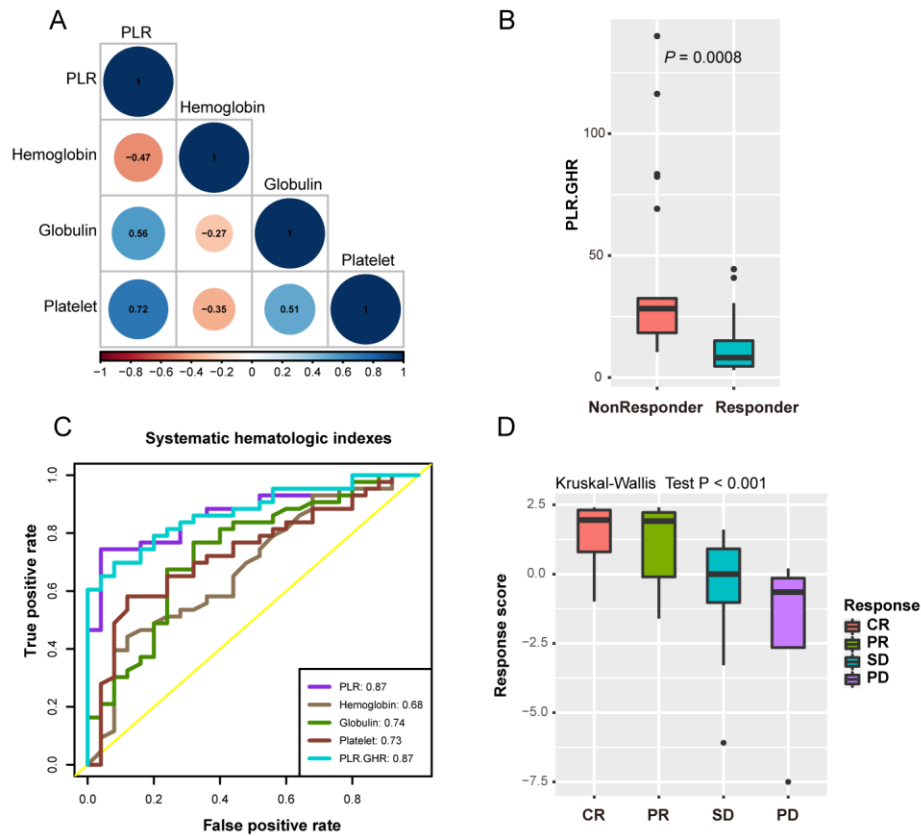 A
PLR
PLR
1
Hemoglobin
Hemoglobin
−0.47
1
Globulin
Globulin
0.56
−0.27
1
Platelet
Platelet
0.72
−0.35
0.51
1
−1 −0.8 −0.6 −0.4 −0.2 0 0.2 0.4 0.6 0.8 1
B
P = 0.0008
PLR.GHR
100
50
0
NonResponder Responder
C
Systematic hematologic indexes
True positive rate
1.0
0.8
0.6
0.4
0.2
0.0
PLR: 0.87
Hemoglobin: 0.68
Globulin: 0.74
Platelet: 0.73
PLR.GHR: 0.87
0.0 0.2 0.4 0.6 0.8
False positive rate
D
Kruskal-Wallis Test P < 0.001
Response score
2.5
0.0
−2.5
−5.0
−7.5
CR PR SD PD
Response
CR
PR
SD
PD